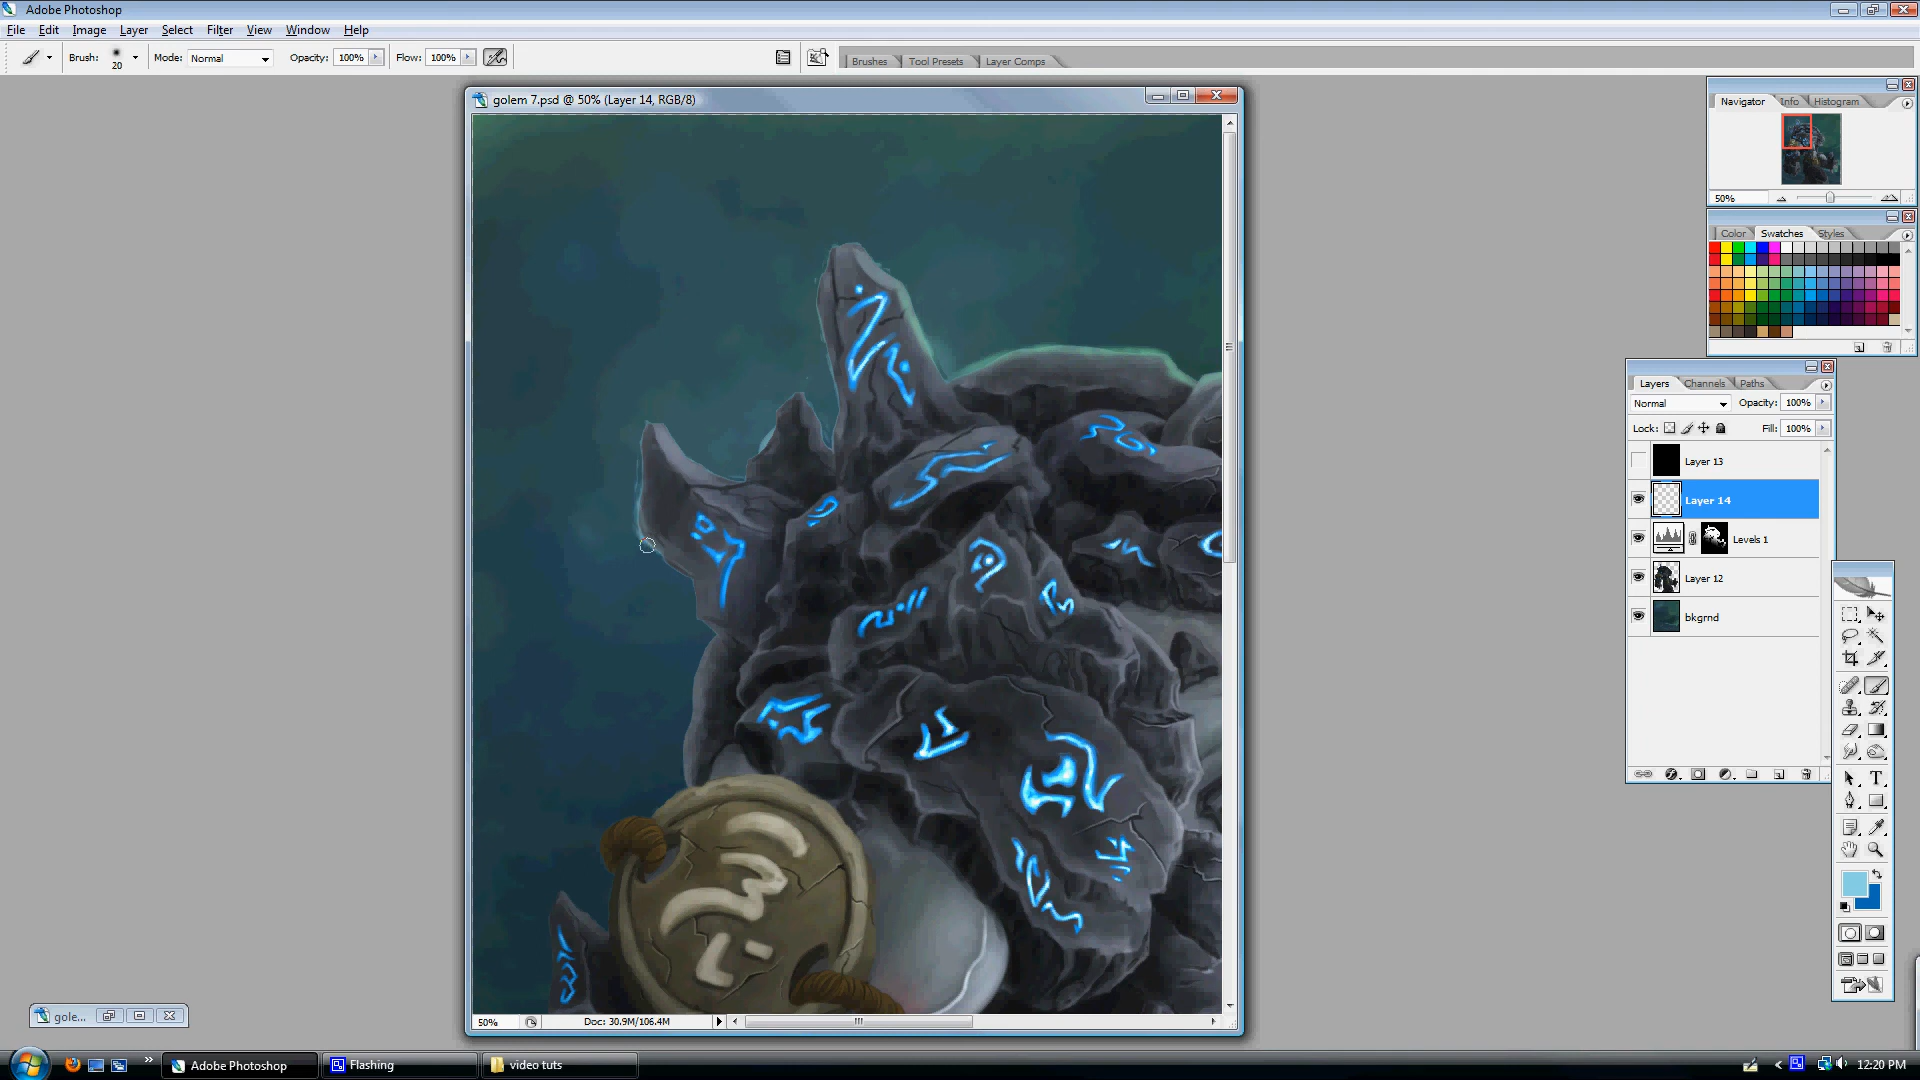 Adobe Photoshop
File Edit Image Layer Select Filter View Window Help
Brush: 20 Mode: Normal Opacity: 100% Flow: 100% Brushes Tool Presets Layer Comps
golem 7.psd @ 50% (Layer 14, RGB/8)
Navigator Info Histogram
50%
Color Swatches Styles
Layers Channels Paths
Normal Opacity: 100%
Lock: Fill: 100%
Layer 13
Layer 14
Levels 1
Layer 12
bkgrnd
T
50% Doc: 30.9M/106.4M
gole...
Adobe Photoshop Flashing video tuts 12:20 PM